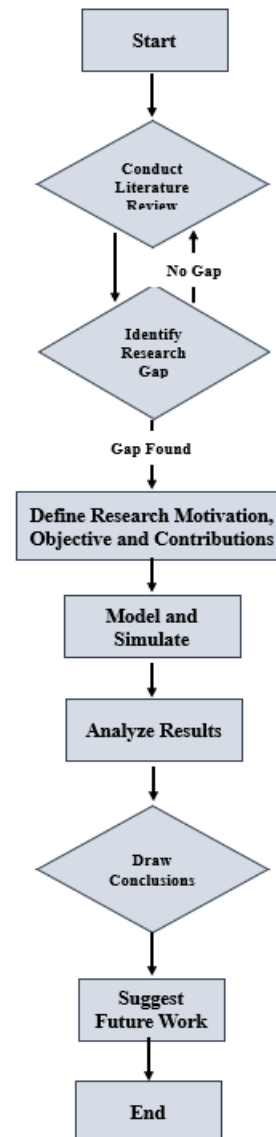 Start
Conduct
Literature
Review
No Gap
Identify
Research
Gap
Gap Found
Define Research Motivation,
Objective and Contributions
Model and
Simulate
Analyze Results
Draw
Conclusions
Suggest
Future Work
End